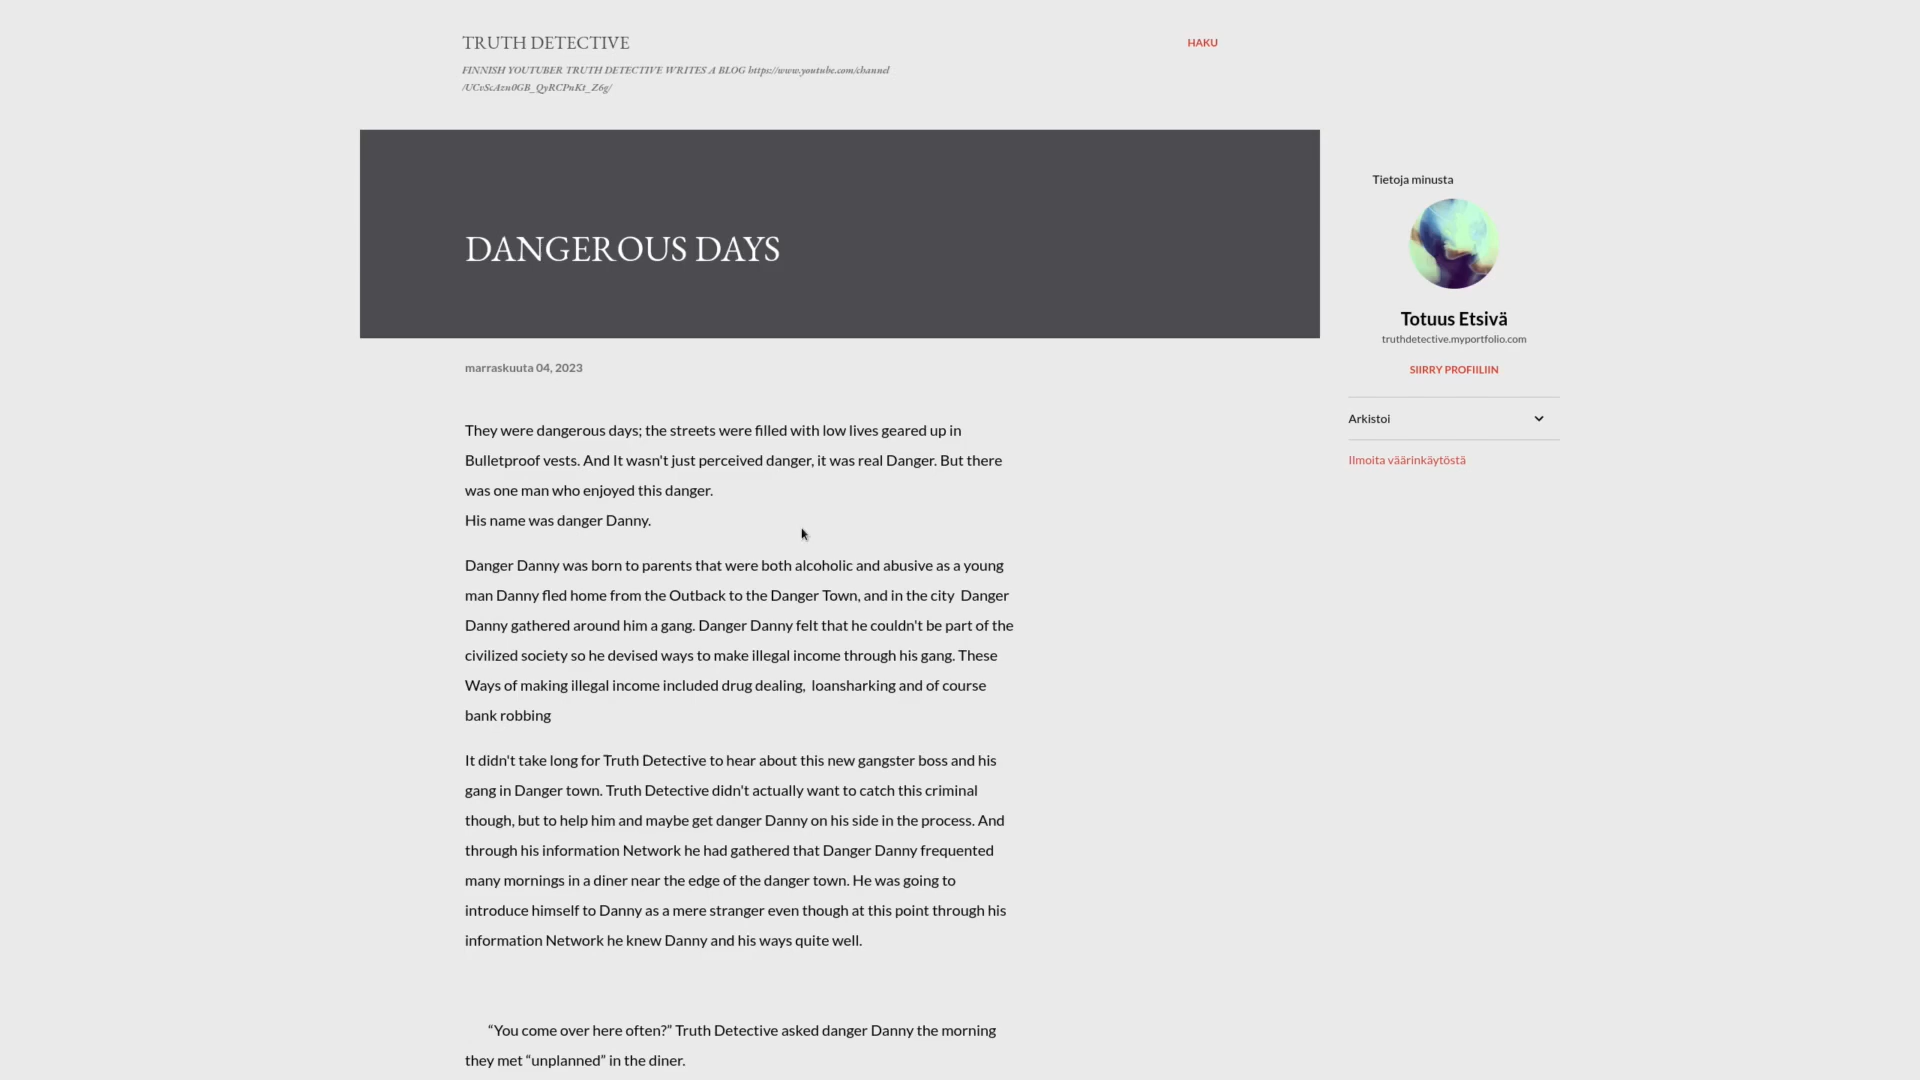 TRUTH DETECTIVE
HAKU
FINNISH YOUTUBER TRUTH DETECTIVE WRITES A BLOG https://www.youtube.com/channel
/UCvScAzu0GB_QyRCPnKt_Z6g/
DANGEROUS DAYS
marraskuuta 04, 2023
They were dangerous days; the streets were filled with low lives geared up in
Bulletproof vests. And It wasn't just perceived danger, it was real Danger. But there
was one man who enjoyed this danger.
His name was danger Danny.
Danger Danny was born to parents that were both alcoholic and abusive as a young
man Danny fled home from the Outback to the Danger Town, and in the city  Danger
Danny gathered around him a gang. Danger Danny felt that he couldn't be part of the
civilized society so he devised ways to make illegal income through his gang. These
Ways of making illegal income included drug dealing,  loansharking and of course
bank robbing
It didn't take long for Truth Detective to hear about this new gangster boss and his
gang in Danger town. Truth Detective didn't actually want to catch this criminal
though, but to help him and maybe get danger Danny on his side in the process. And
through his information Network he had gathered that Danger Danny frequented
many mornings in a diner near the edge of the danger town. He was going to
introduce himself to Danny as a mere stranger even though at this point through his
information Network he knew Danny and his ways quite well.
“You come over here often?” Truth Detective asked danger Danny the morning
they met “unplanned” in the diner.
Tietoja minusta
Totuus Etsivä
truthdetective.myportfolio.com
SIIRRY PROFIILIIN
Arkistoi
Ilmoita väärinkäytöstä